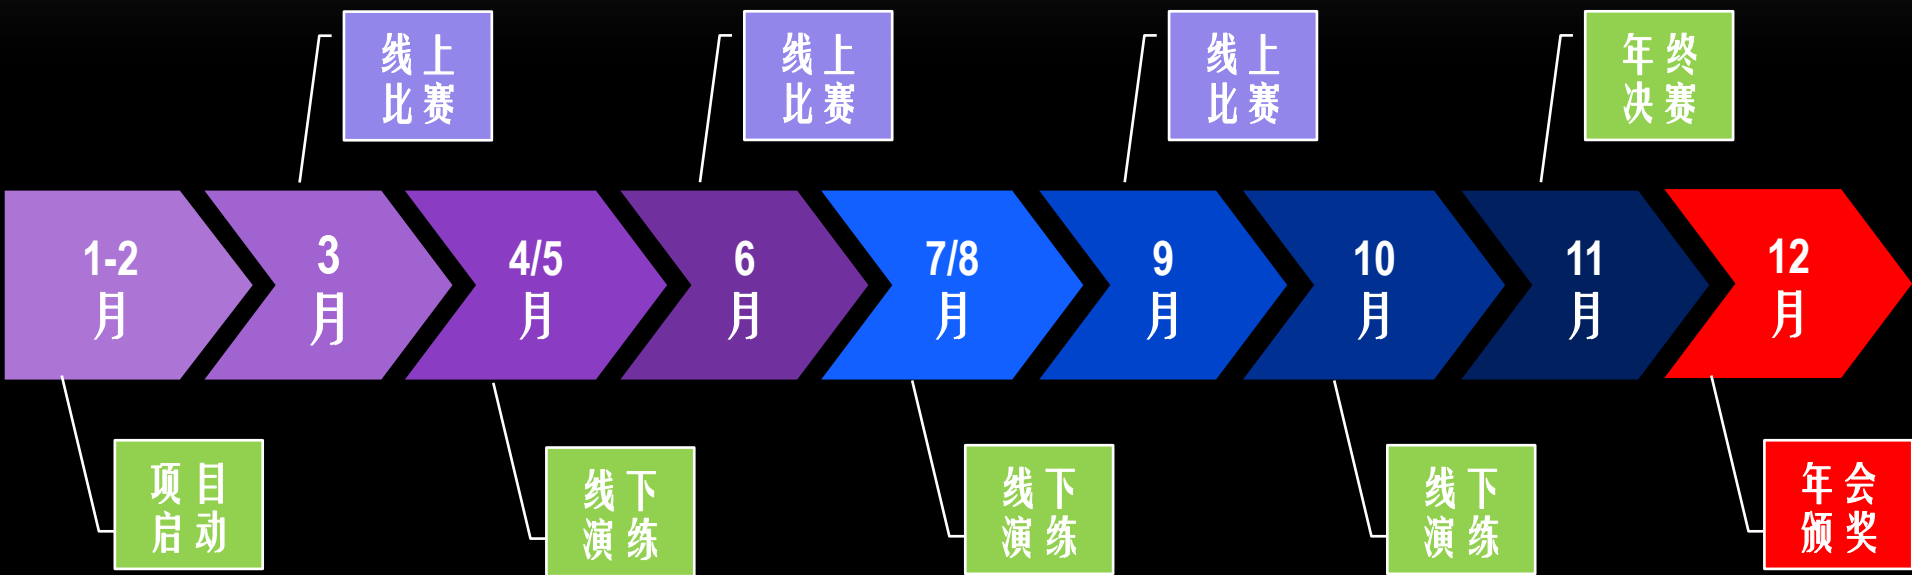 线上
比赛
线上
比赛
线上
比赛
年终
决赛
1-2
月
3
月
4/5
月
6
月
7/8
月
9
月
10
月
11
月
12
月
项目
启动
线下
演练
线下
演练
线下
演练
年会
颁奖